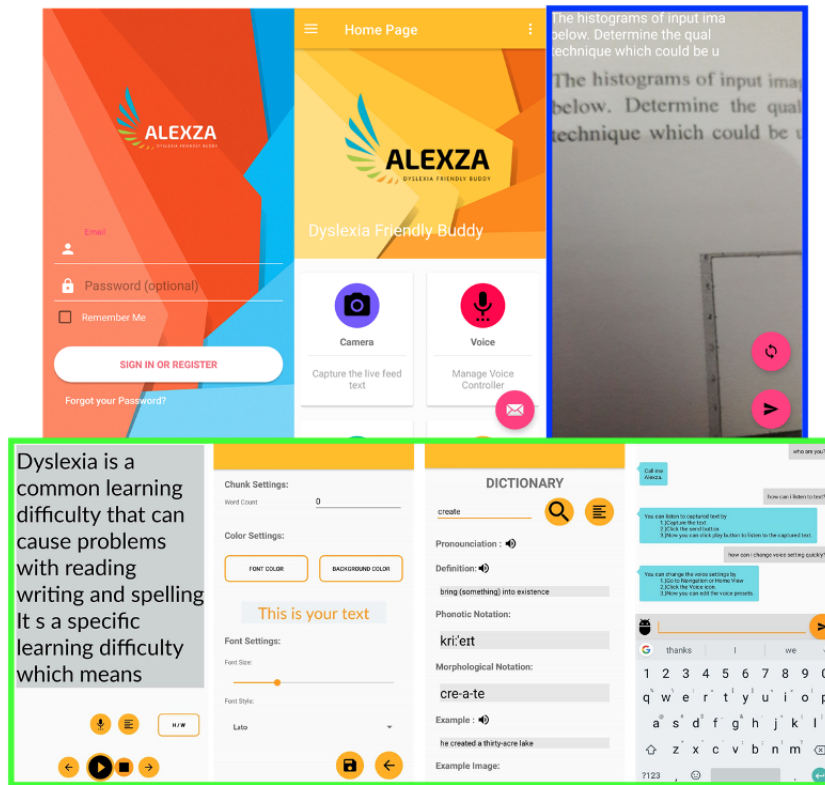 ALEXZA
DYSLEXIA FRIENDLY BUDDY
Email
Password (optional)
Remember Me
SIGN IN OR REGISTER
Forgot your Password?
Home Page
ALEXZA
DYSLEXIA FRIENDLY BUDDY
Dyslexia Friendly Buddy
Camera
Capture the live feed
text
Voice
Manage Voice
Controller
The histograms of input ima
below. Determine the qual
technique which could be u
The histograms of input imag
below. Determine the qual
technique which could be u
Dyslexia is a
common learning
difficulty that can
cause problems
with reading
writing and spelling
It s a specific
learning difficulty
which means
H/W
Chunk Settings:
Word Count
0
Color Settings:
FONT COLOR
BACKGROUND COLOR
This is your text
Font Settings:
Font Size:
Font Style:
Lato
DICTIONARY
create
Pronounciation :
Definition:
bring (something) into existence
Phonotic Notation:
kri:'eɪt
Morphological Notation:
cre-a-te
Example :
he created a thirty-acre lake
Example Image:
who are you?
Call me
Alexza.
how can i listen to text?
You can listen to captured text by
1.)Capture the text.
2.)Click the send button.
3.)Now you can click play button to listen to the captured text.
how can i change voice setting quickly?
You can change the voice settings by
1.)Go to Navigation or Home View
2.)Click the Voice icon.
3.)Now you can edit the voice presets.
G thanks I we
1 2 3 4 5 6 7 8 9 0
q w e r t y u i o p
a s d f g h j k l
z x c v b n m
?123 ,